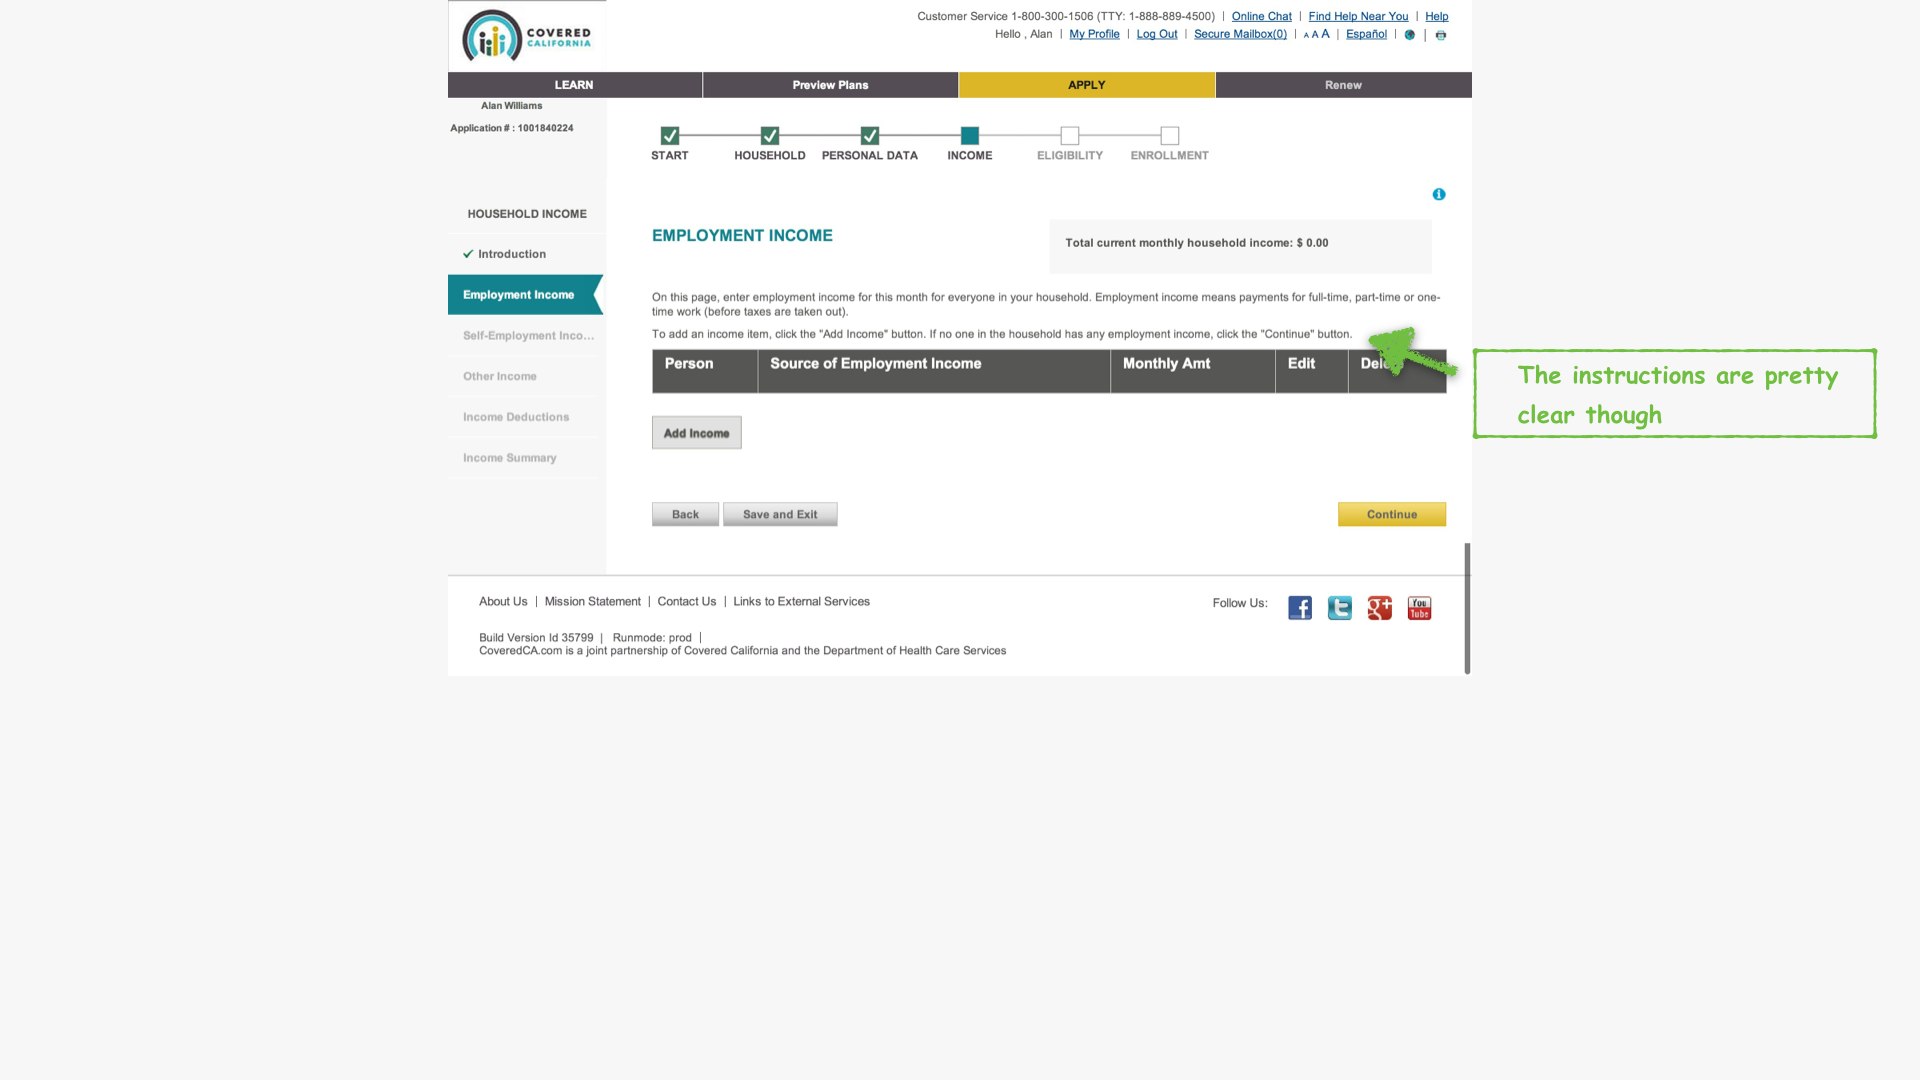 COVERED
CALIFORNIA
Customer Service 1-800-300-1506 (TTY: 1-888-889-4500) | Online Chat | Find Help Near You | Help
Hello , Alan | My Profile | Log Out | Secure Mailbox(0) | A A A | Español |
LEARN Preview Plans APPLY Renew
Alan Williams
Application # : 1001840224
START HOUSEHOLD PERSONAL DATA INCOME ELIGIBILITY ENROLLMENT
HOUSEHOLD INCOME
Introduction
Employment Income
Self-Employment Inco...
Other Income
Income Deductions
Income Summary
EMPLOYMENT INCOME
Total current monthly household income: $ 0.00
On this page, enter employment income for this month for everyone in your household. Employment income means payments for full-time, part-time or one-
time work (before taxes are taken out).
To add an income item, click the "Add Income" button. If no one in the household has any employment income, click the "Continue" button.
Person Source of Employment Income Monthly Amt Edit
The instructions are pretty
clear though
Add Income
Back Save and Exit Continue
About Us | Mission Statement | Contact Us | Links to External Services
Follow Us:
You
Tube
Build Version Id 35799 | Runmode: prod |
CoveredCA.com is a joint partnership of Covered California and the Department of Health Care Services